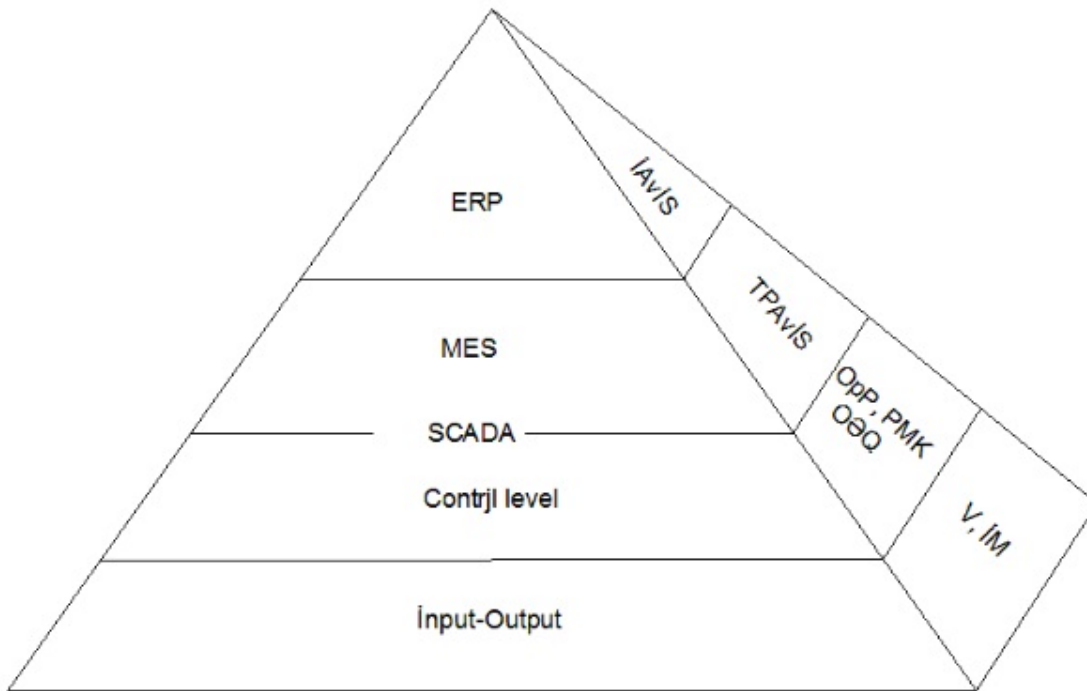 ERP
İAvİS
MES
TPAvİS
SCADA
OpP, PMK
OƏQ
Contrjl level
V, İM
İnput-Output